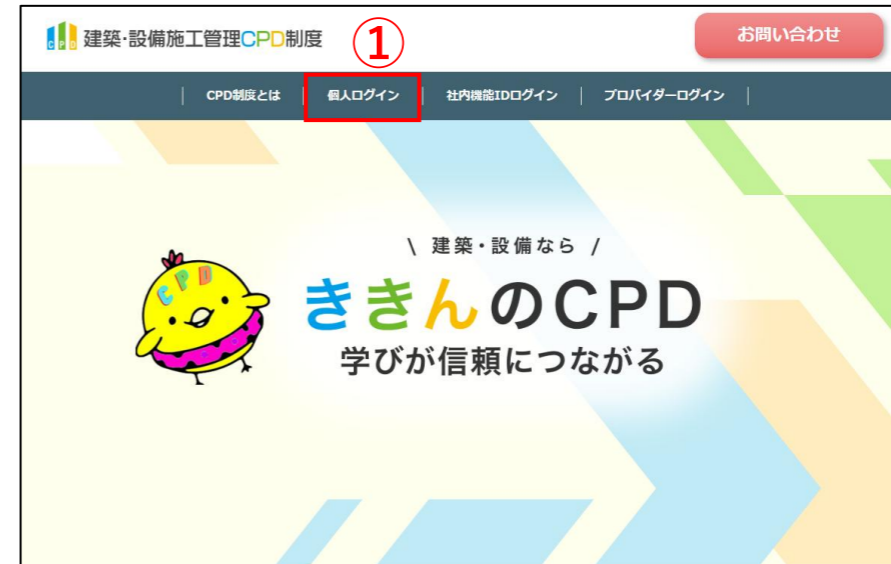 CPD 建築・設備施工管理CPD制度
①
お問い合わせ
CPD制度とは 個人ログイン 社内機能IDログイン プロバイダーログイン
\ 建築・設備なら /
CPD
ききんのCPD
学びが信頼につながる